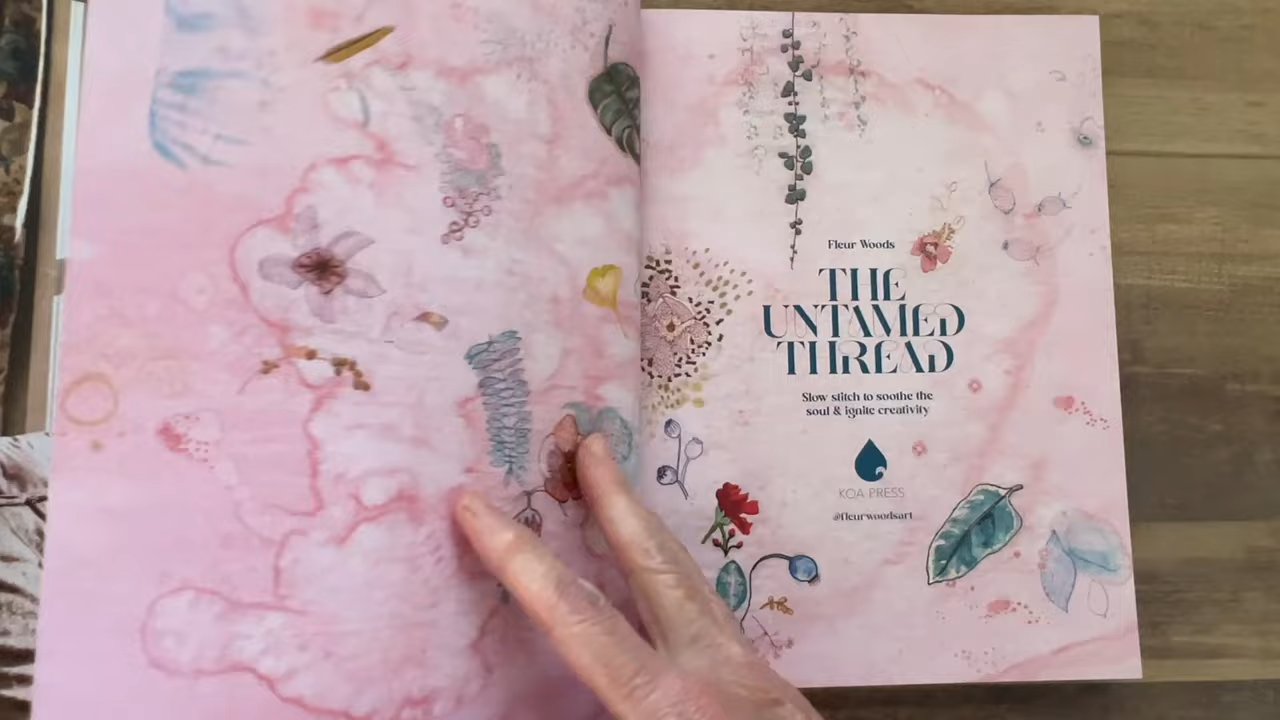 Fleur Woods
THE
UNTAMED
THREAD
Slow stitch to soothe the
soul & ignite creativity
KOA PRESS
@fleurwoodsart